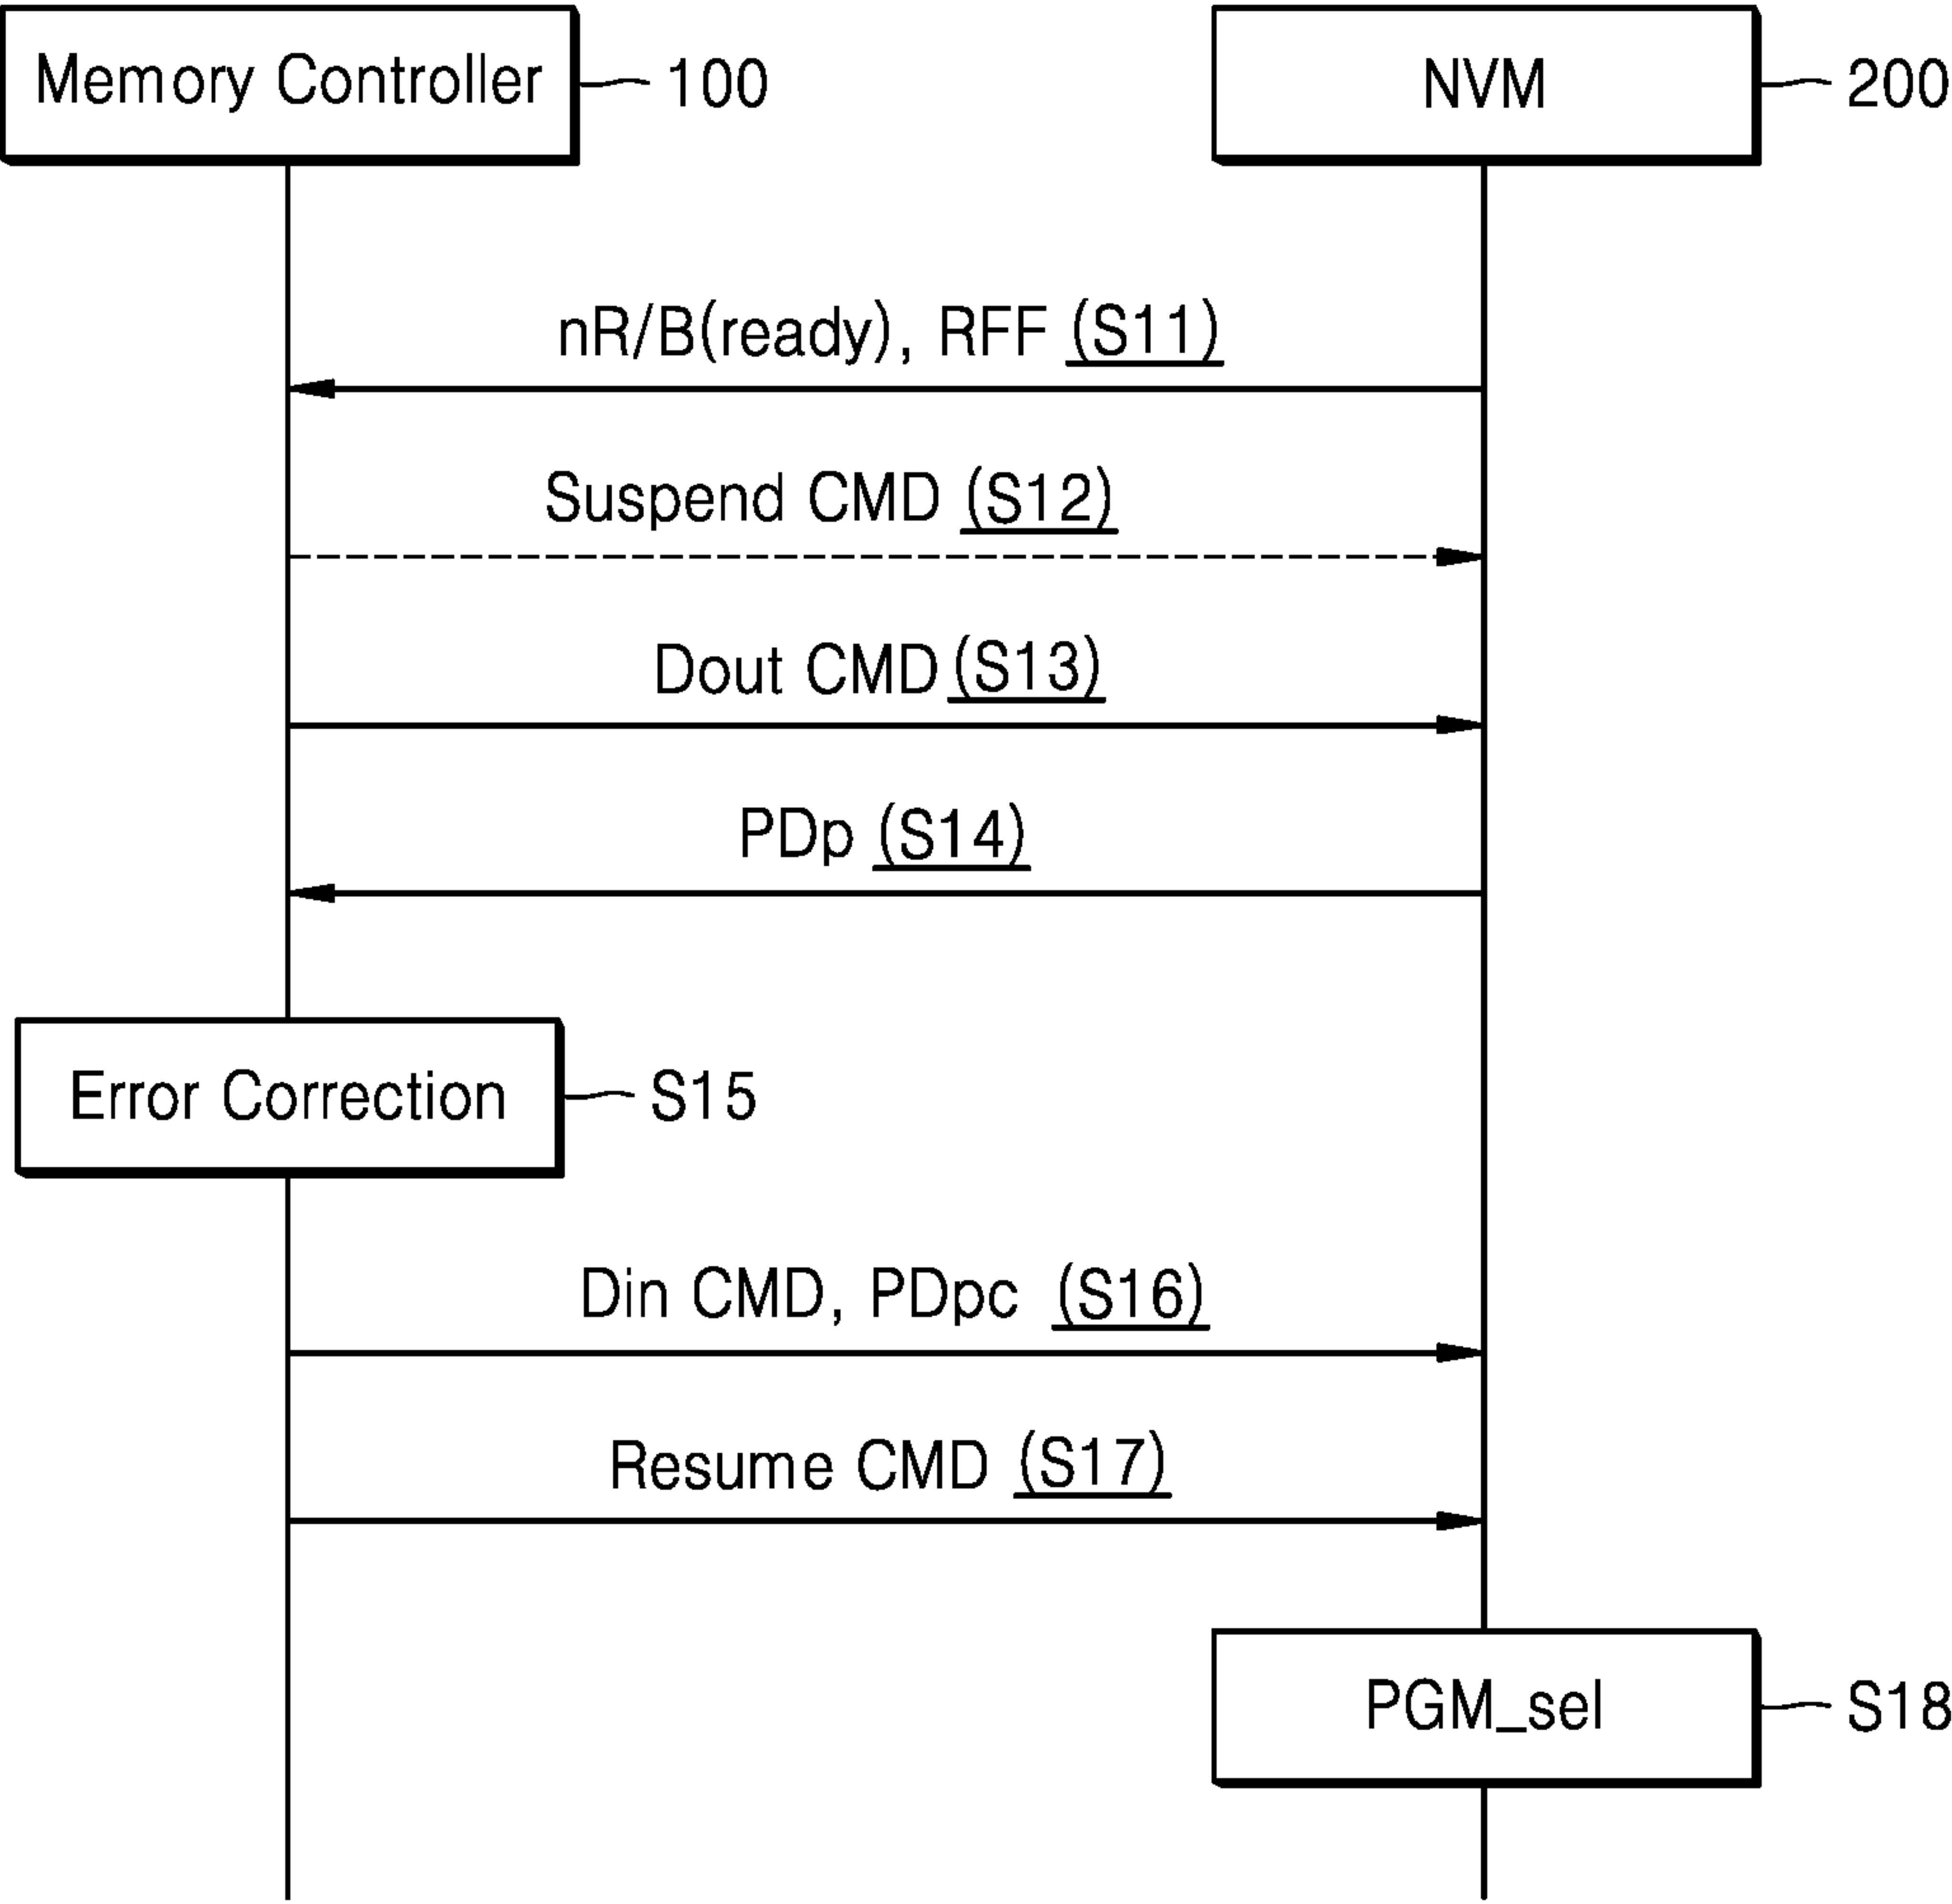 Memory Controller 100
NVM 200
nR/B(ready), RFF (S11)
Suspend CMD (S12)
Dout CMD (S13)
PDp (S14)
Error Correction S15
Din CMD, PDpc (S16)
Resume CMD (S17)
PGM_sel S18